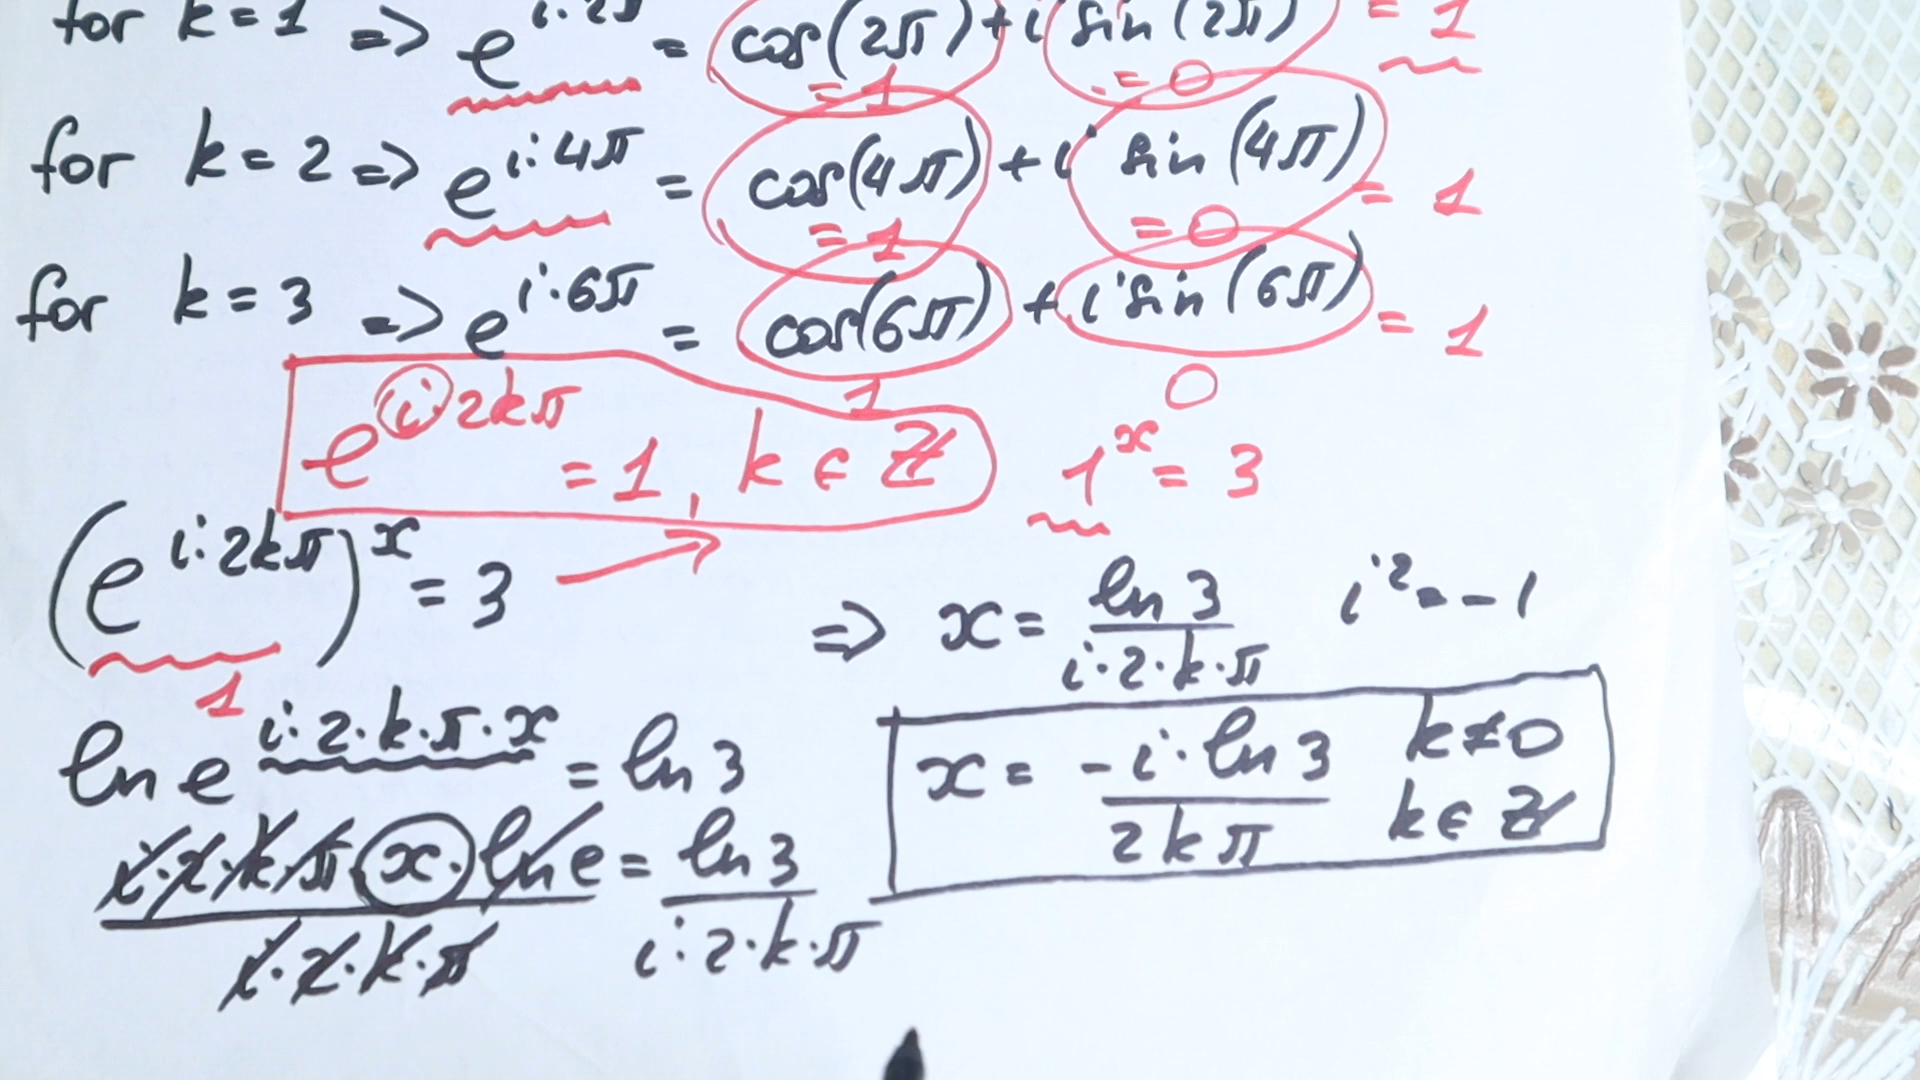 for k=1 => e^i·2π = cos(2π)+i sin(2π) = 1
=1 .=0
for k=2 => e^i·4π = cos(4π)+i sin(4π) = 1
=1 =0
for k=3 => e^i·6π = cos(6π)+i sin(6π) = 1
1 0
e^i2kπ =1, k∈ℤ 1^x=3
(e^i·2kπ)^x=3
1
=> x= ln 3/i·2·k·π i²=-1
ln e^i·2·k·π·x = ln 3
x= -i·ln 3/2kπ k≠0 k∈ℤ
i·2·k·π·x·ln e/i·2·k·π = ln 3/i·2·k·π